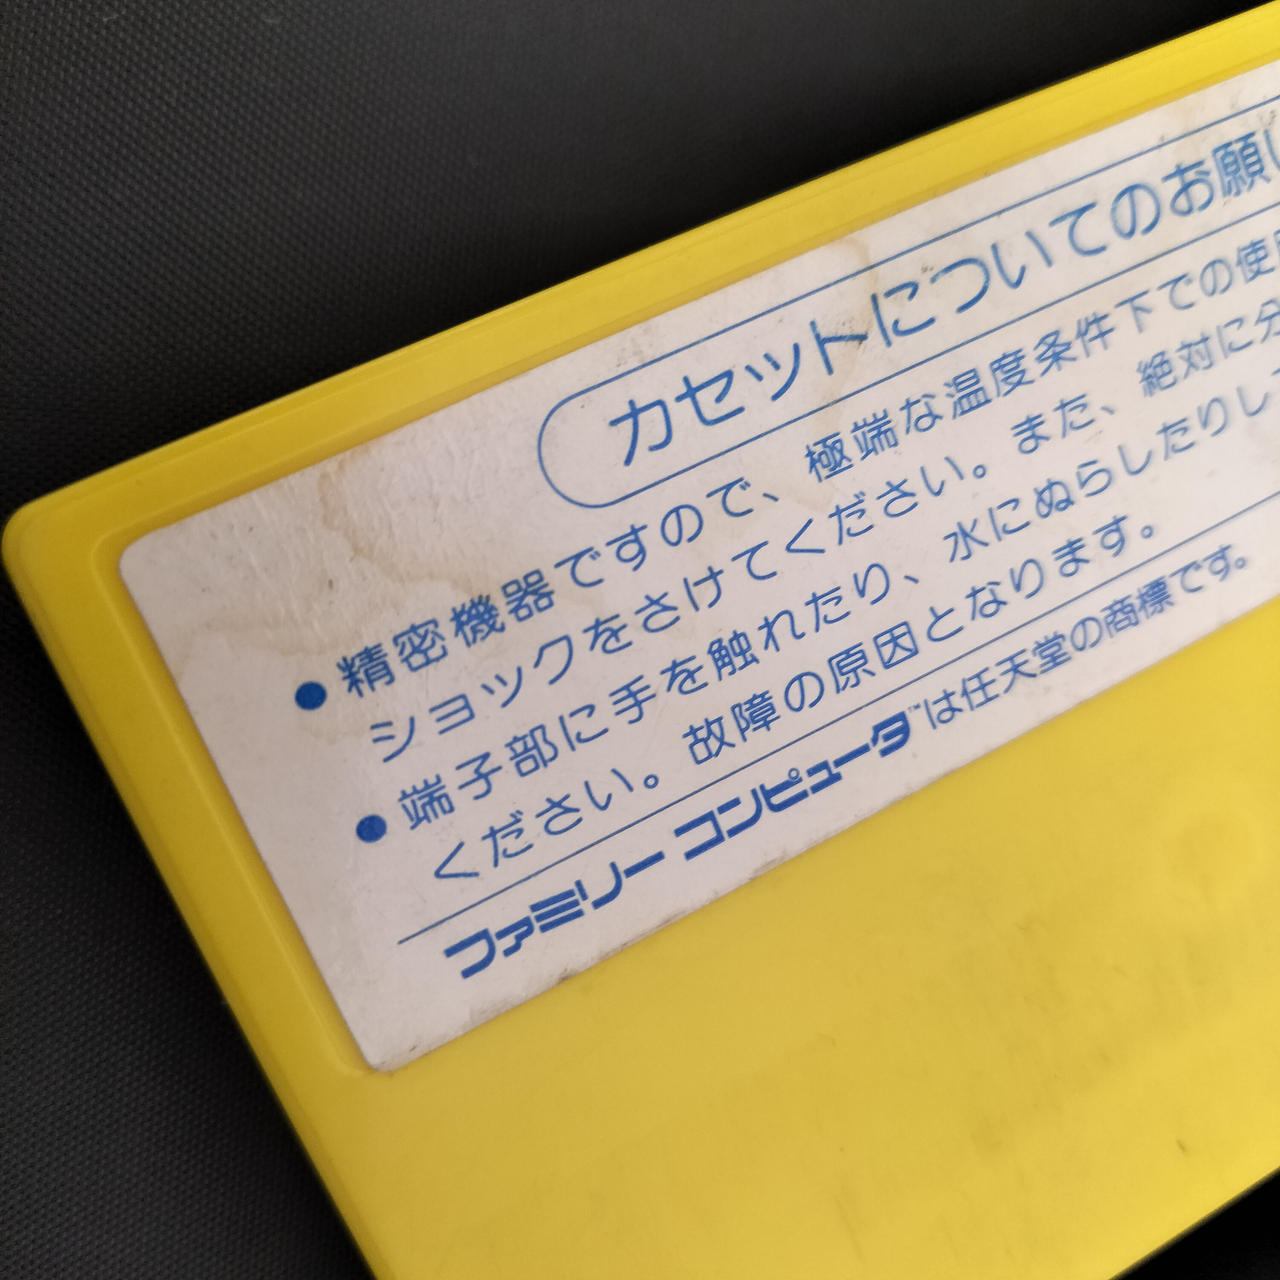 カセットについてのお願い
●精密機器ですので、極端な温度条件下での使
ショックをさけてください。また、絶対に分
●端子部に手を触れたり、水にぬらしたりし
ください。故障の原因となります。
ファミリー コンピュータ™は任天堂の商標です。